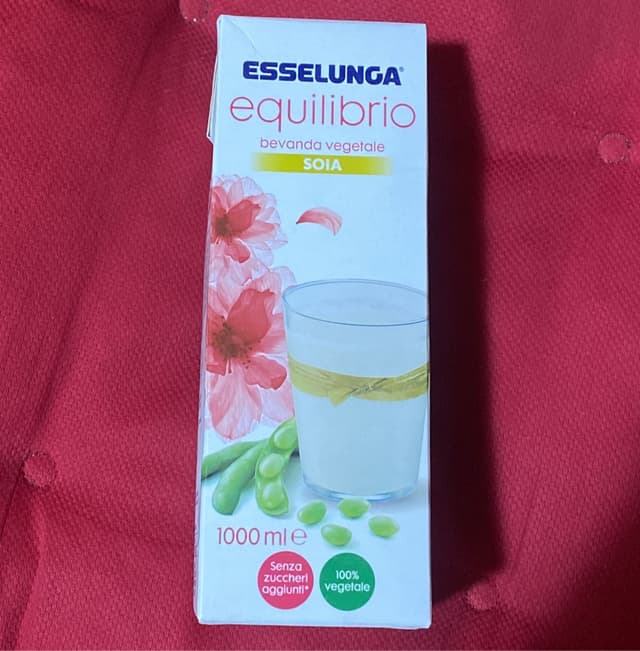 ESSELUNGA®
equilibrio
bevanda vegetale
SOIA
1000 ml e
Senza
zuccheri
aggiunti*
100%
vegetale